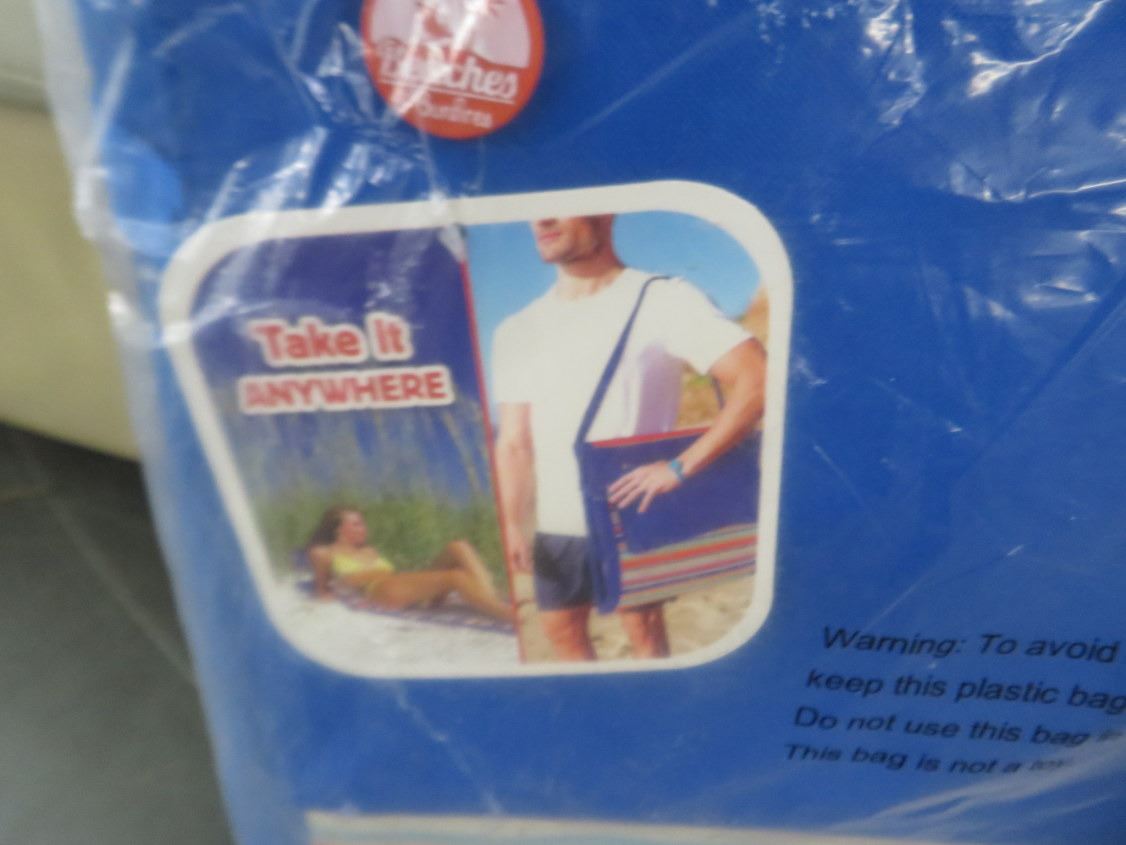 Take It
ANYWHERE
Warning: To avoid
keep this plastic bag
Do not use this bag
This bag is not a